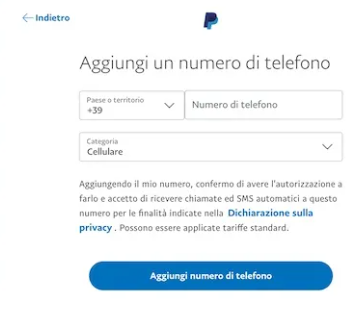 Indietro
Aggiungi un numero di telefono
Paese o territorio
+39
Numero di telefono
Categoria
Cellulare
Aggiungendo il mio numero, confermo di avere l'autorizzazione a
farlo e accetto di ricevere chiamate ed SMS automatici a questo
numero per le finalità indicate nella Dichiarazione sulla
privacy . Possono essere applicate tariffe standard.
Aggiungi numero di telefono